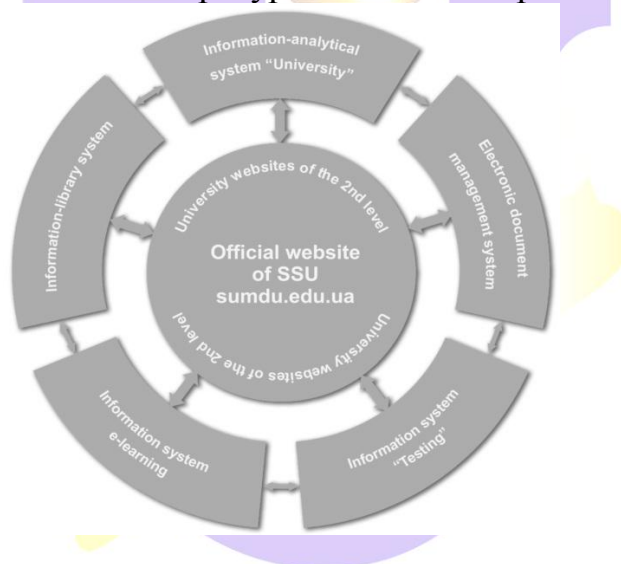 Information-analytical
system “University”
Electronic document
management system
Information system
“Testing”
Information system
e-learning
Information-library system
University websites of the 2nd level
Official website
of SSU
sumdu.edu.ua
University websites of the 2nd level